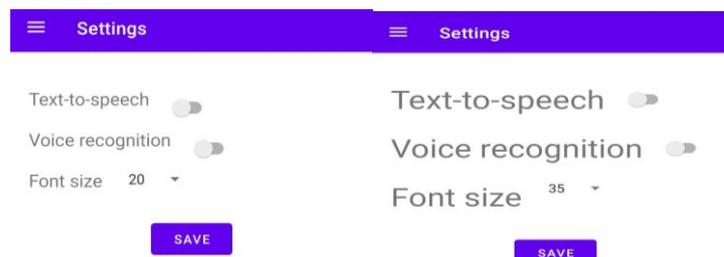 Settings
Text-to-speech
Voice recognition
Font size 20
SAVE
Settings
Text-to-speech
Voice recognition
Font size 35
SAVE